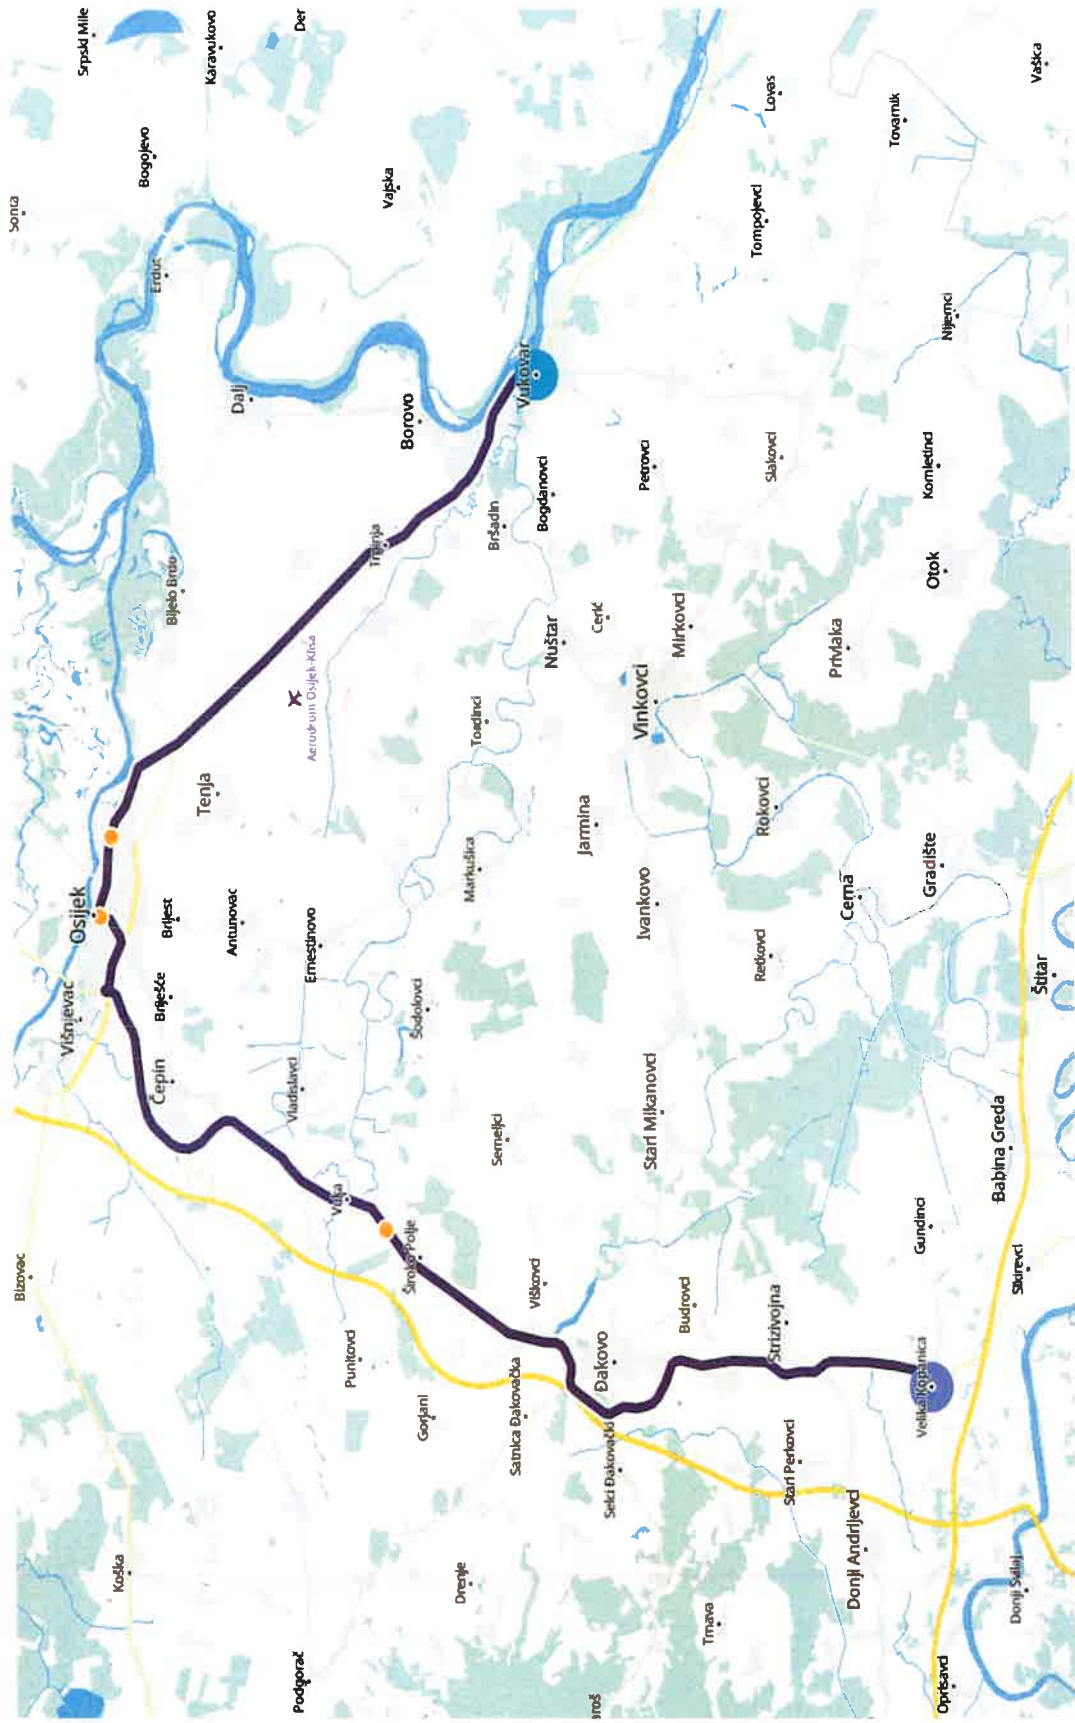 Sonta
Bizovac
Višnjevac
Osijek
Srpski Mile
Koška
Čepin
Bogojevo
Erdut
Briješće
Brijest
Bijelo Brdo
Tenja
Karavukovo
Antunovac
Dalj
Vladislavci
Podgorač
Ernestinovo
Aerodrom Osijek-Klisa
Der
Vuka
Punitovci
Trpinja
Vajska
Široko Polje
Borovo
Gorjani
Šodolovci
Drenje
Markušica
Tordinci
Semeljci
Bršadin
Satnica Đakovačka
Vukovar
Viškovci
Bogdanovci
Nuštar
Jarmina
aroš
Đakovo
Cerić
Selci Đakovački
Vinkovci
Ivankovo
Petrovci
Stari Mikanovci
Mirkovci
Budrovci
Trnava
Tompojevci
Retkovci
Rokovci
Slakovci
Lovas
Strizivojna
Stari Perkovci
Privlaka
Cerna
Donji Andrijevci
Tovarnik
Velika Kopanica
Gundinci
Gradište
Otok
Komletinci
Nijemci
Oprisavci
Babina Greda
Sikirevci
Donji Svilaj
Štitar
Vaška